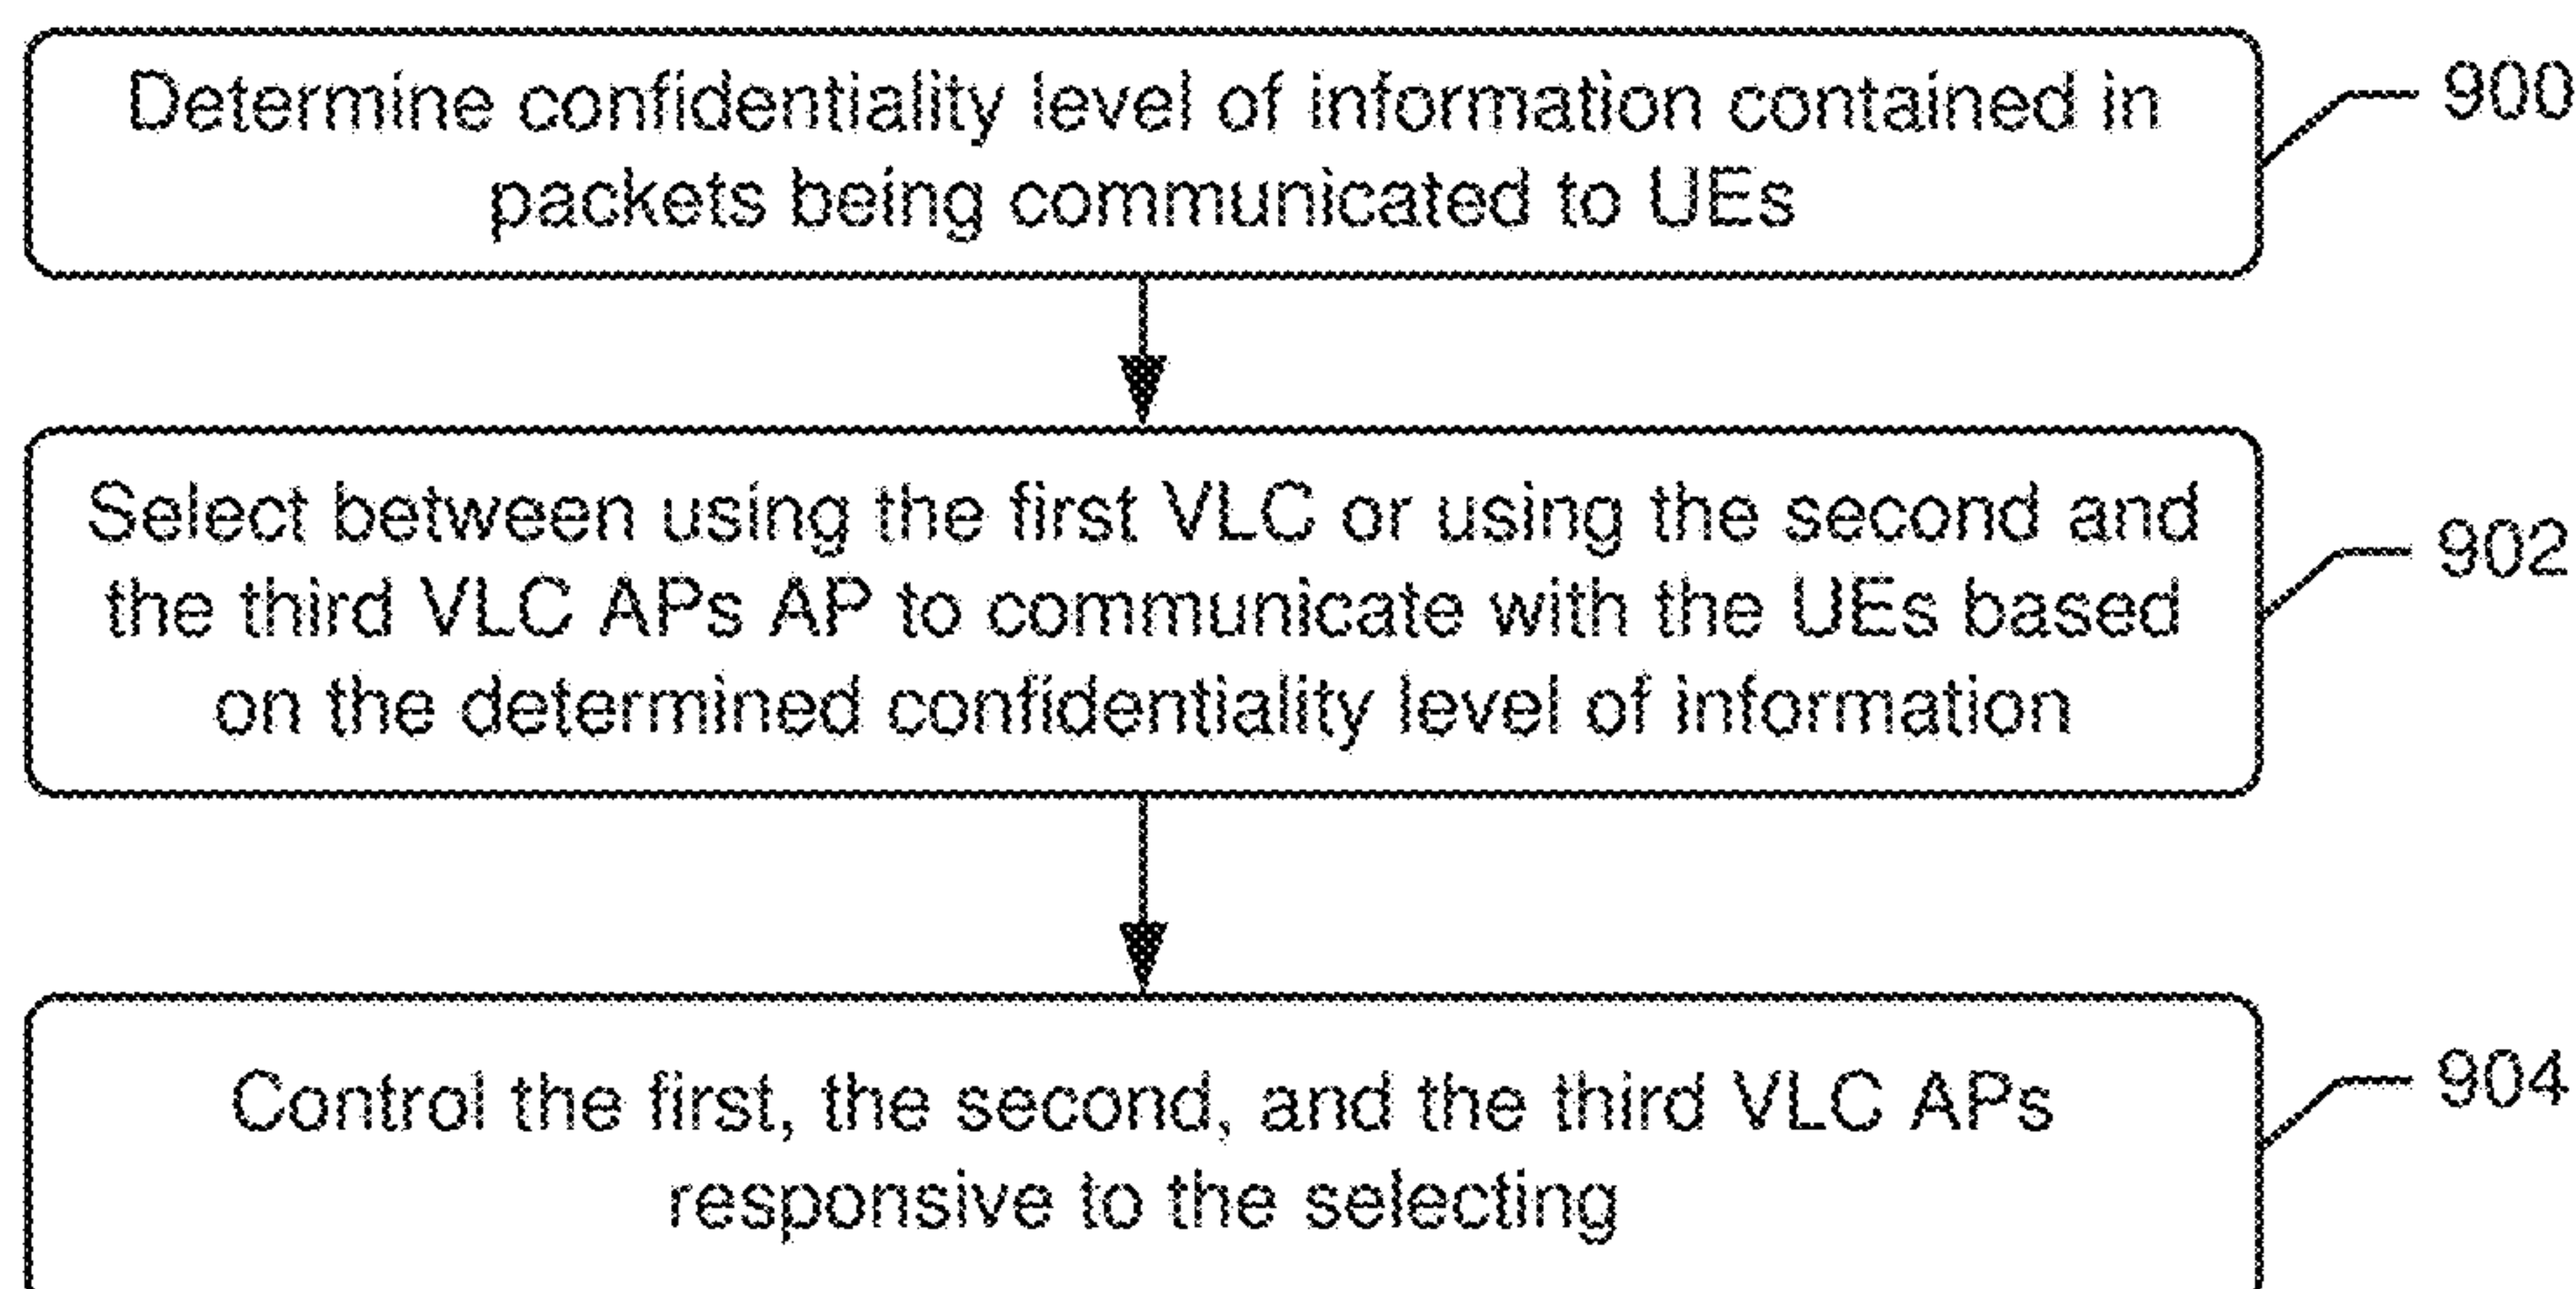 Determine confidentiality level of information contained in
packets being communicated to UEs
900
Select between using the first VLC or using the second and
the third VLC APs AP to communicate with the UEs based
on the determined confidentiality level of information
902
Control the first, the second, and the third VLC APs
responsive to the selecting
904